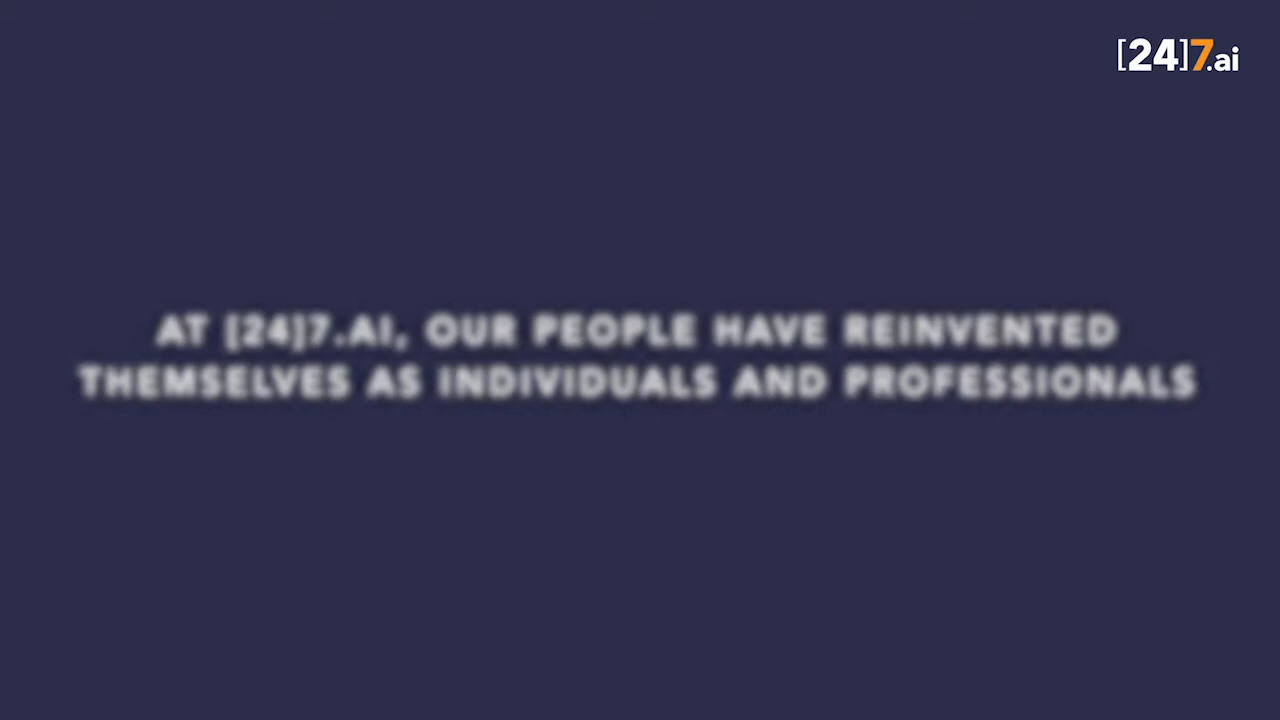 [24]7.ai
AT [24]7.AI, OUR PEOPLE HAVE REINVENTED
THEMSELVES AS INDIVIDUALS AND PROFESSIONALS